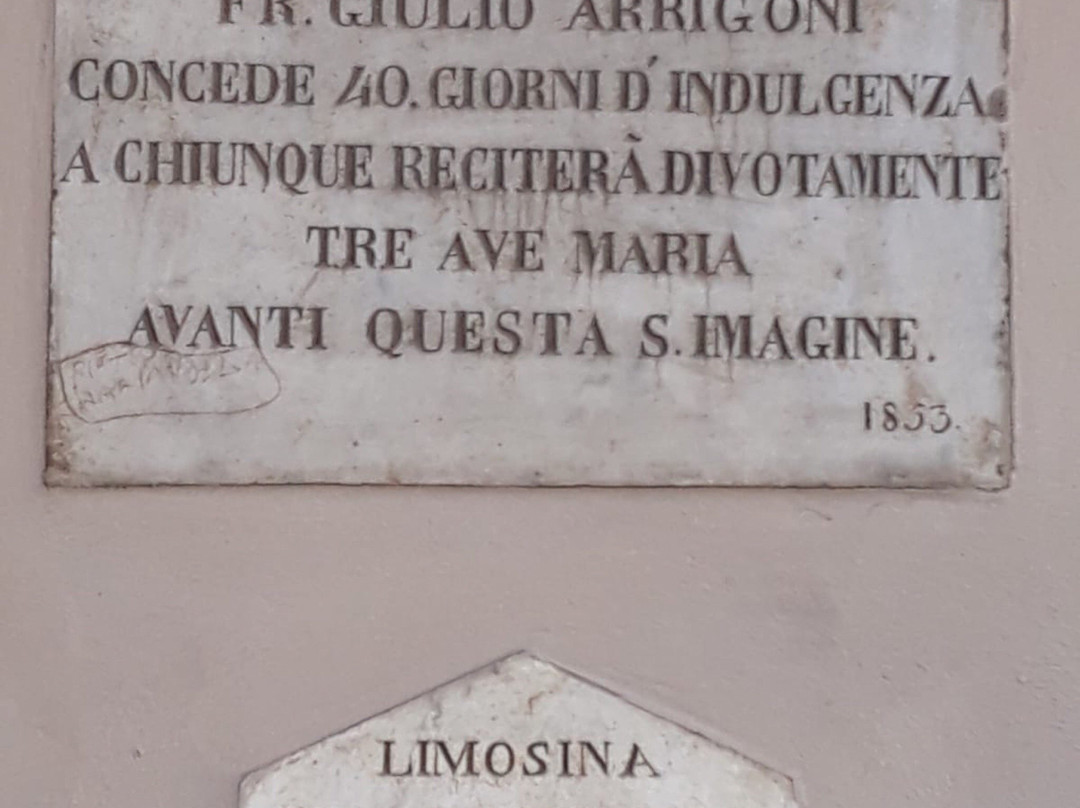 FR. GIULIO ARRIGONI
CONCEDE 40. GIORNI D' INDULGENZA
A CHIUNQUE RECITERÀ DIVOTAMENTE
TRE AVE MARIA
AVANTI QUESTA S. IMAGINE.
1853.
LIMOSINA